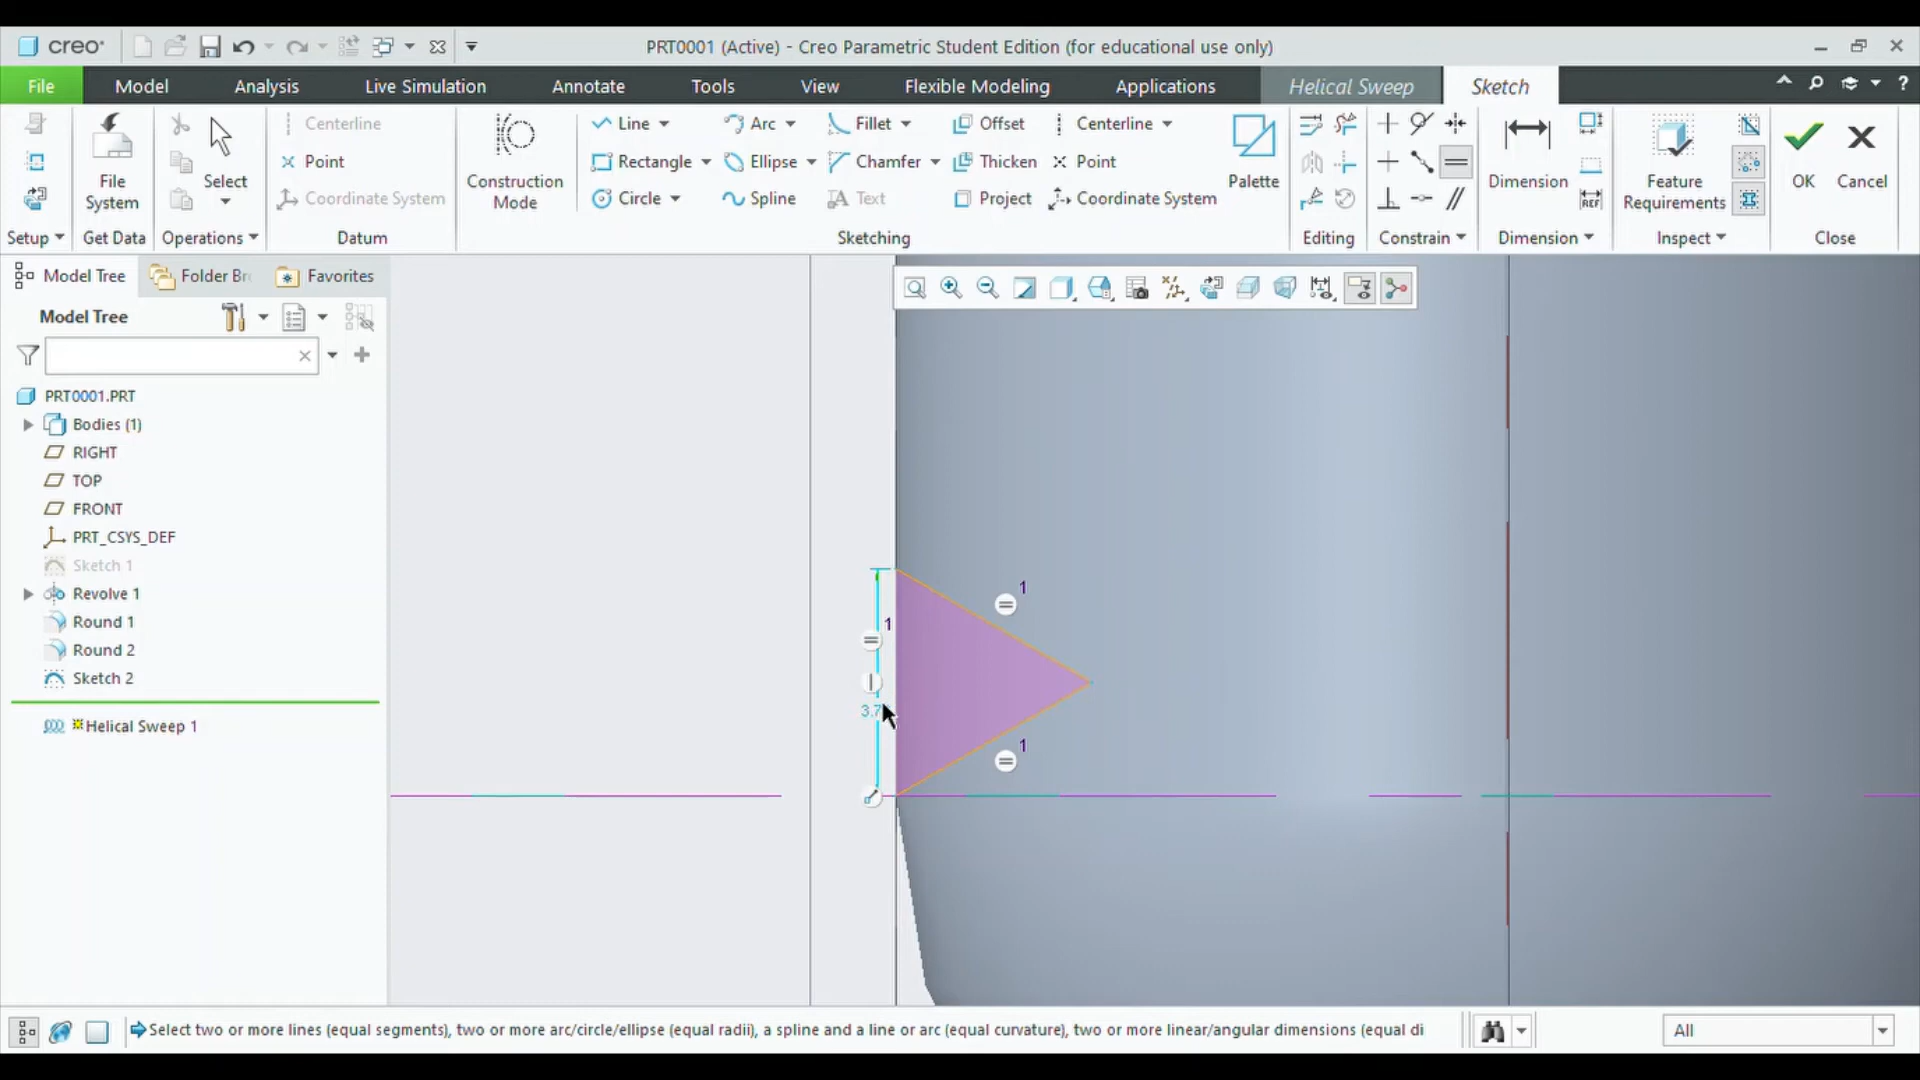 creo
PRT0001 (Active) - Creo Parametric Student Edition (for educational use only)
File Model Analysis Live Simulation Annotate Tools View Flexible Modeling Applications Helical Sweep Sketch
Centerline
Point
Coordinate System
File
System
Select
Construction
Mode
Line Arc Fillet Offset Centerline
Rectangle Ellipse Chamfer Thicken Point
Circle Spline Text Project Coordinate System
Palette
Dimension
REF
Feature
Requirements
OK Cancel
Setup Get Data Operations Datum Sketching Editing Constrain Dimension Inspect Close
Model Tree Folder Br Favorites
Model Tree
PRT0001.PRT
Bodies (1)
RIGHT
TOP
FRONT
PRT_CSYS_DEF
Sketch 1
Revolve 1
Round 1
Round 2
Sketch 2
Helical Sweep 1
1
1
3.7
1
Select two or more lines (equal segments), two or more arc/circle/ellipse (equal radii), a spline and a line or arc (equal curvature), two or more linear/angular dimensions (equal di
All